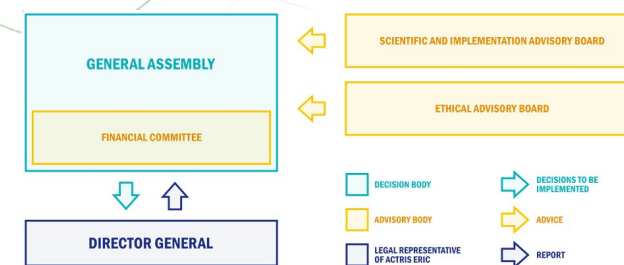 GENERAL ASSEMBLY
FINANCIAL COMMITTEE
DIRECTOR GENERAL
SCIENTIFIC AND IMPLEMENTATION ADVISORY BOARD
ETHICAL ADVISORY BOARD
DECISION BODY
DECISIONS TO BE
IMPLEMENTED
ADVISORY BODY
ADVICE
LEGAL REPRESENTATIVE
OF ACTRIS ERIC
REPORT